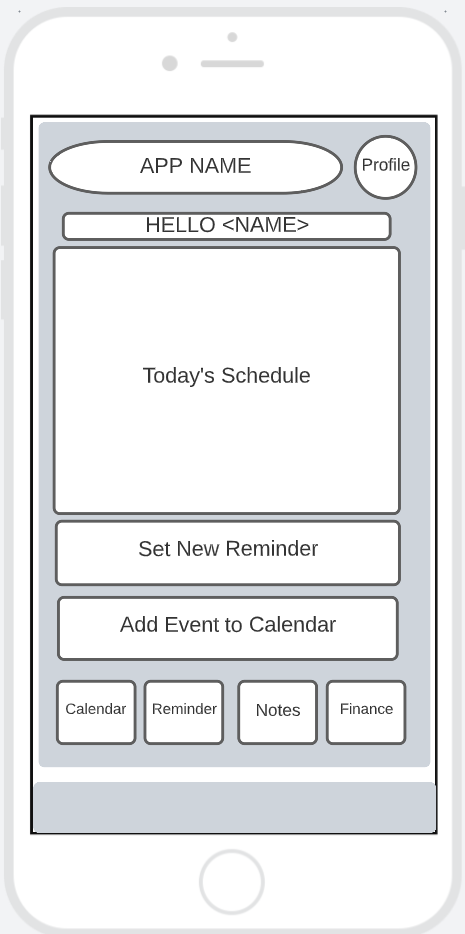 APP NAME
Profile
HELLO <NAME>
Today's Schedule
Set New Reminder
Add Event to Calendar
Calendar
Reminder
Notes
Finance